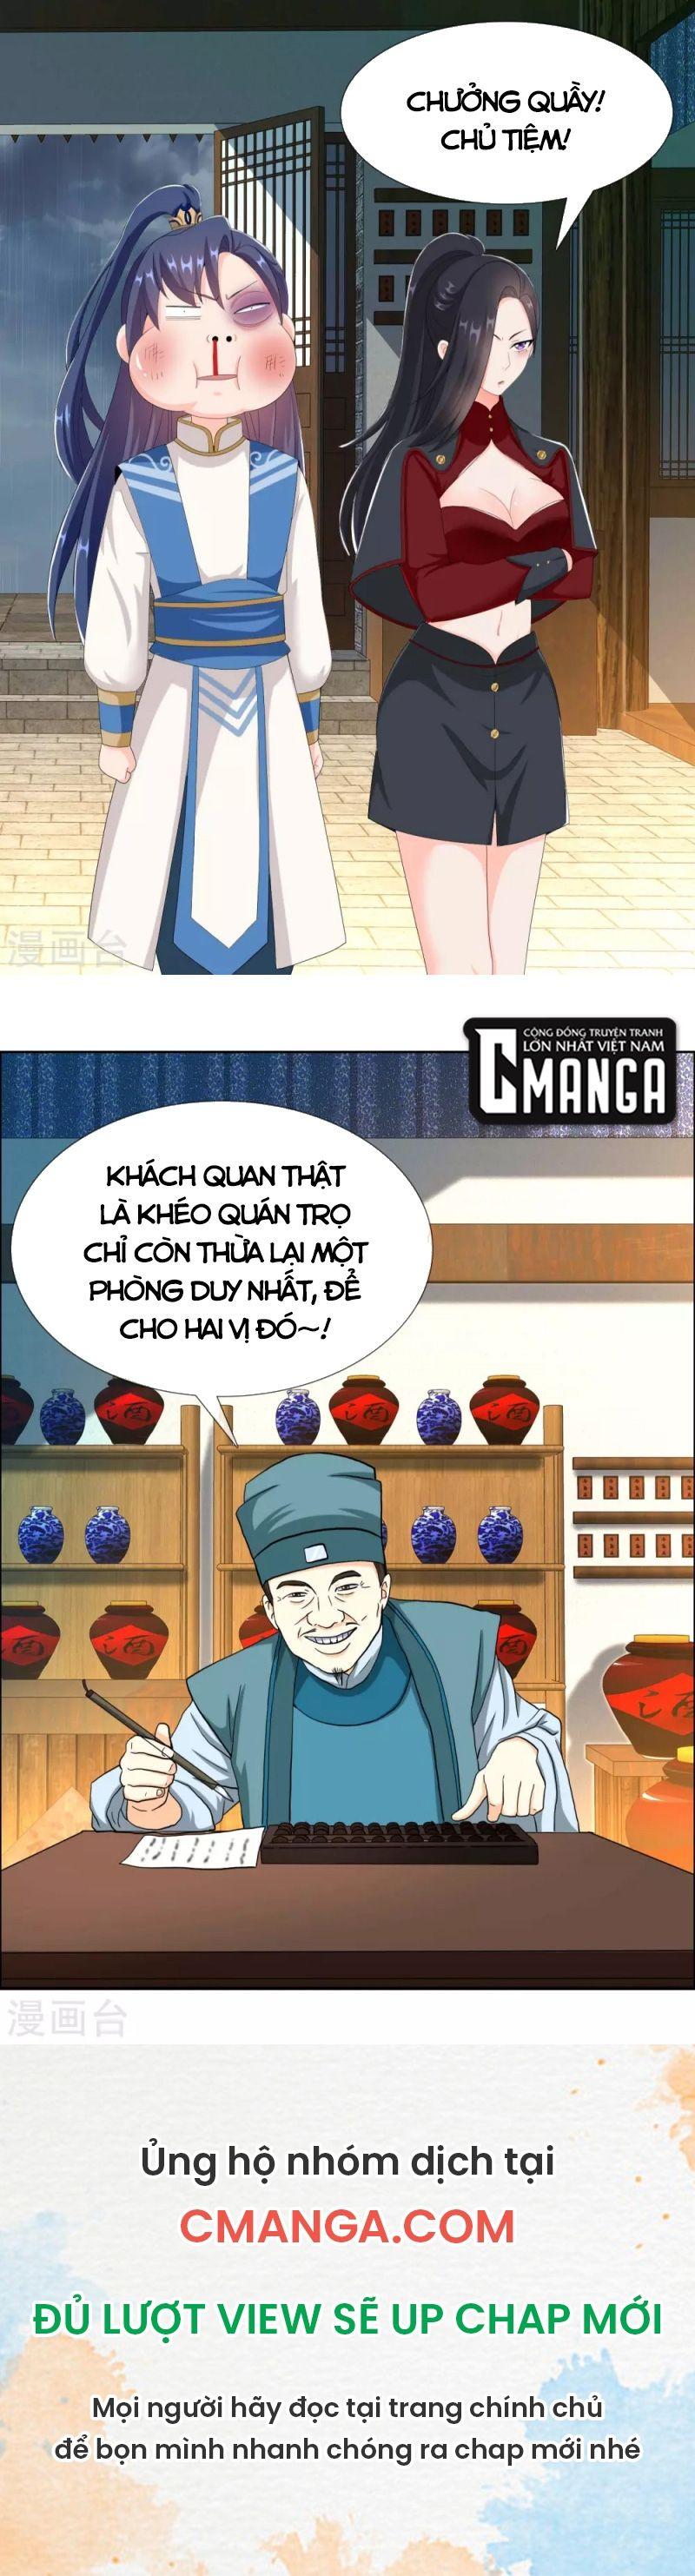 CHƯỞNG QUẦY!
CHỦ TIỆM!
漫画台
CỘNG ĐỒNG TRUYỆN TRANH
LỚN NHẤT VIỆT NAM
CMANGA
KHÁCH QUAN THẬT
LÀ KHÉO QUÁN TRỌ
CHỈ CÒN THỪA LẠI MỘT
PHÒNG DUY NHẤT, ĐỂ
CHO HAI VỊ ĐÓ~!
酒
酒
酒
漫画台
Ủng hộ nhóm dịch tại
CMANGA.COM
ĐỦ LƯỢT VIEW SẼ UP CHAP MỚI
Mọi người hãy đọc tại trang chính chủ
để bọn mình nhanh chóng ra chap mới nhé